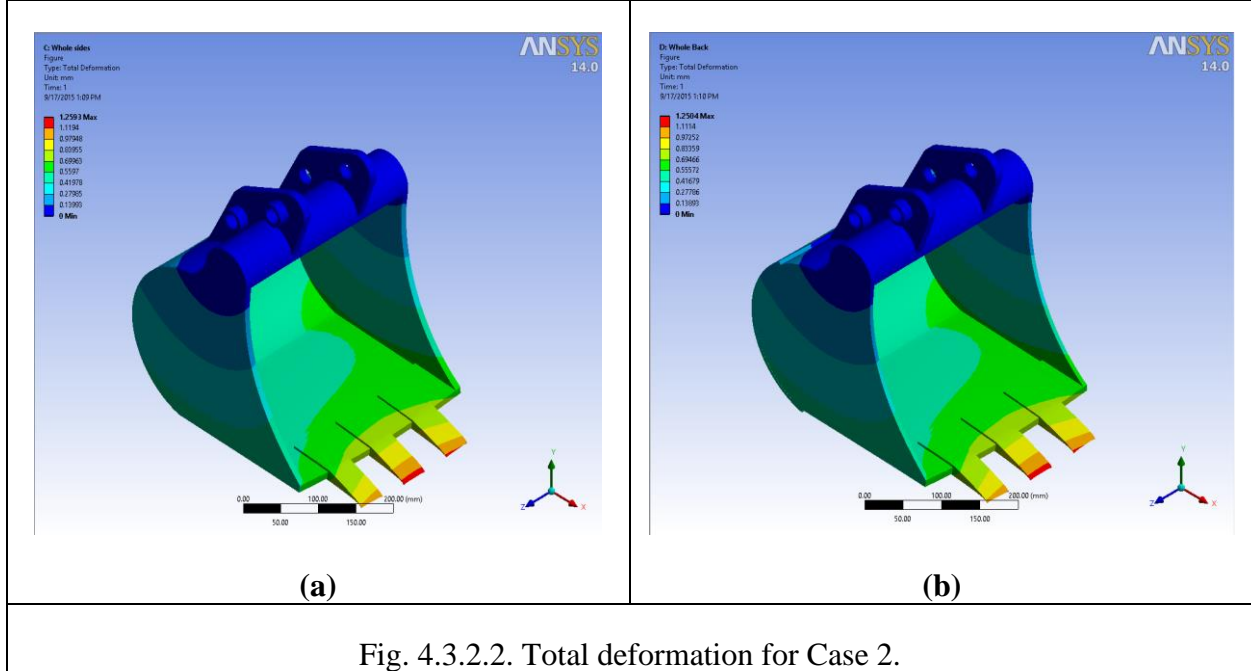 C: Whole sides
Figure
Type: Total Deformation
Unit: mm
Time: 1
9/17/2015 1:09 PM
1.2593 Max
1.1194
0.97948
0.83955
0.69963
0.5597
0.41978
0.27985
0.13993
0 Min
ANSYS
14.0
0.00 100.00 200.00 (mm)
50.00 150.00
Y
Z X
(a)
D: Whole Back
Figure
Type: Total Deformation
Unit: mm
Time: 1
9/17/2015 1:10 PM
1.2504 Max
1.1114
0.97252
0.83359
0.69466
0.55572
0.41679
0.27786
0.13893
0 Min
ANSYS
14.0
0.00 100.00 200.00 (mm)
50.00 150.00
Y
Z X
(b)
Fig. 4.3.2.2. Total deformation for Case 2.